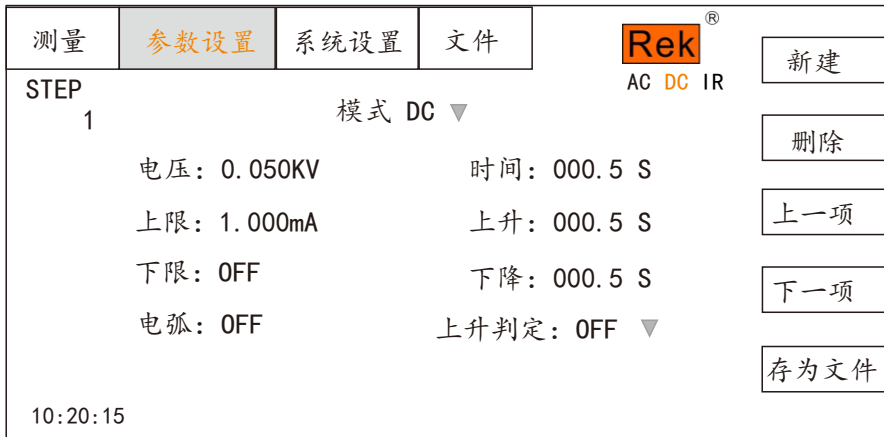 测量 参数设置 系统设置 文件 Rek®
AC DC IR
STEP
1
模式 DC ▼
电压: 0.050KV 时间: 000.5 S
上限: 1.000mA 上升: 000.5 S
下限: OFF 下降: 000.5 S
电弧: OFF 上升判定: OFF ▼
10:20:15
新建
删除
上一项
下一项
存为文件